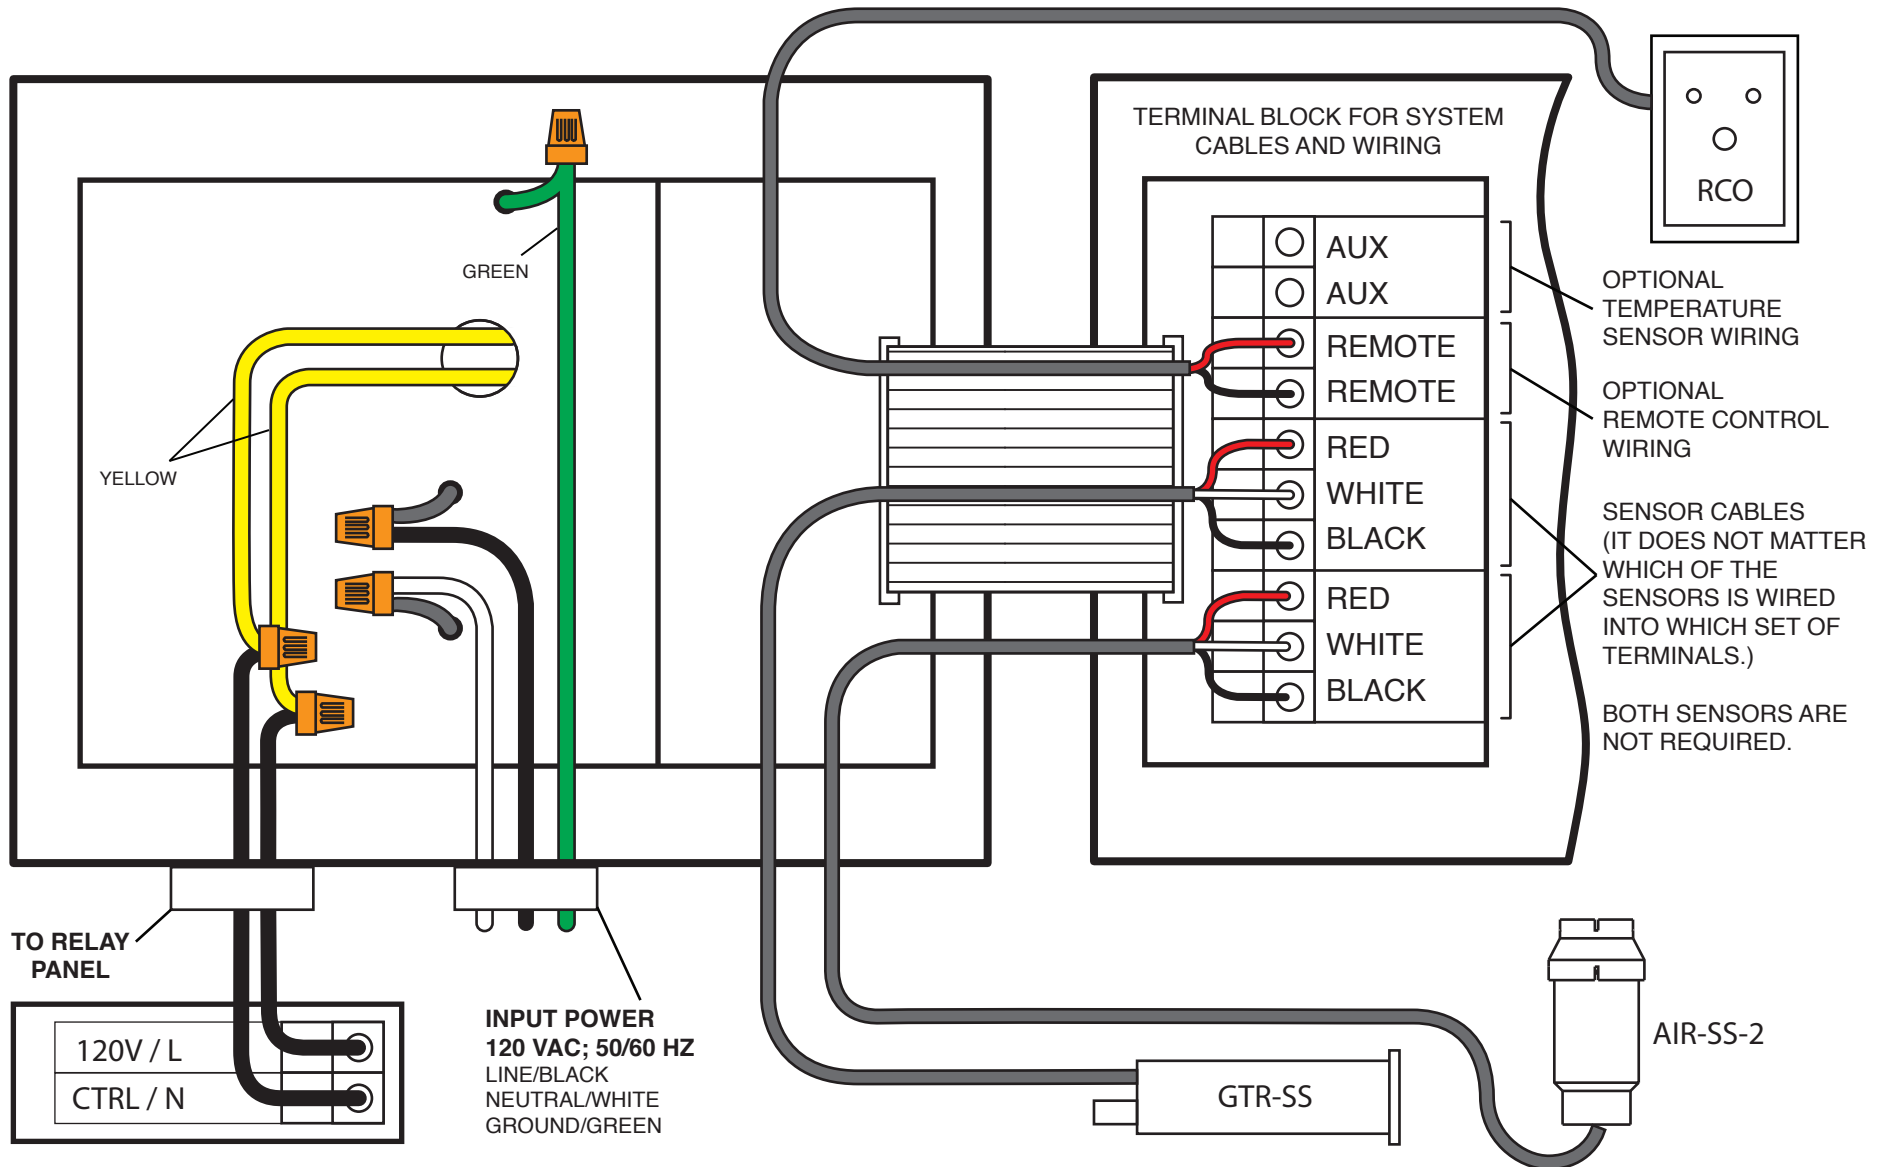 TERMINAL BLOCK FOR SYSTEM
CABLES AND WIRING
RCO
GREEN
YELLOW
AUX
AUX
REMOTE
REMOTE
RED
WHITE
BLACK
RED
WHITE
BLACK
OPTIONAL
TEMPERATURE
SENSOR WIRING
OPTIONAL
REMOTE CONTROL
WIRING
SENSOR CABLES
(IT DOES NOT MATTER
WHICH OF THE
SENSORS IS WIRED
INTO WHICH SET OF
TERMINALS.)
BOTH SENSORS ARE
NOT REQUIRED.
TO RELAY
PANEL
120V / L
CTRL / N
INPUT POWER
120 VAC; 50/60 HZ
LINE/BLACK
NEUTRAL/WHITE
GROUND/GREEN
GTR-SS
AIR-SS-2